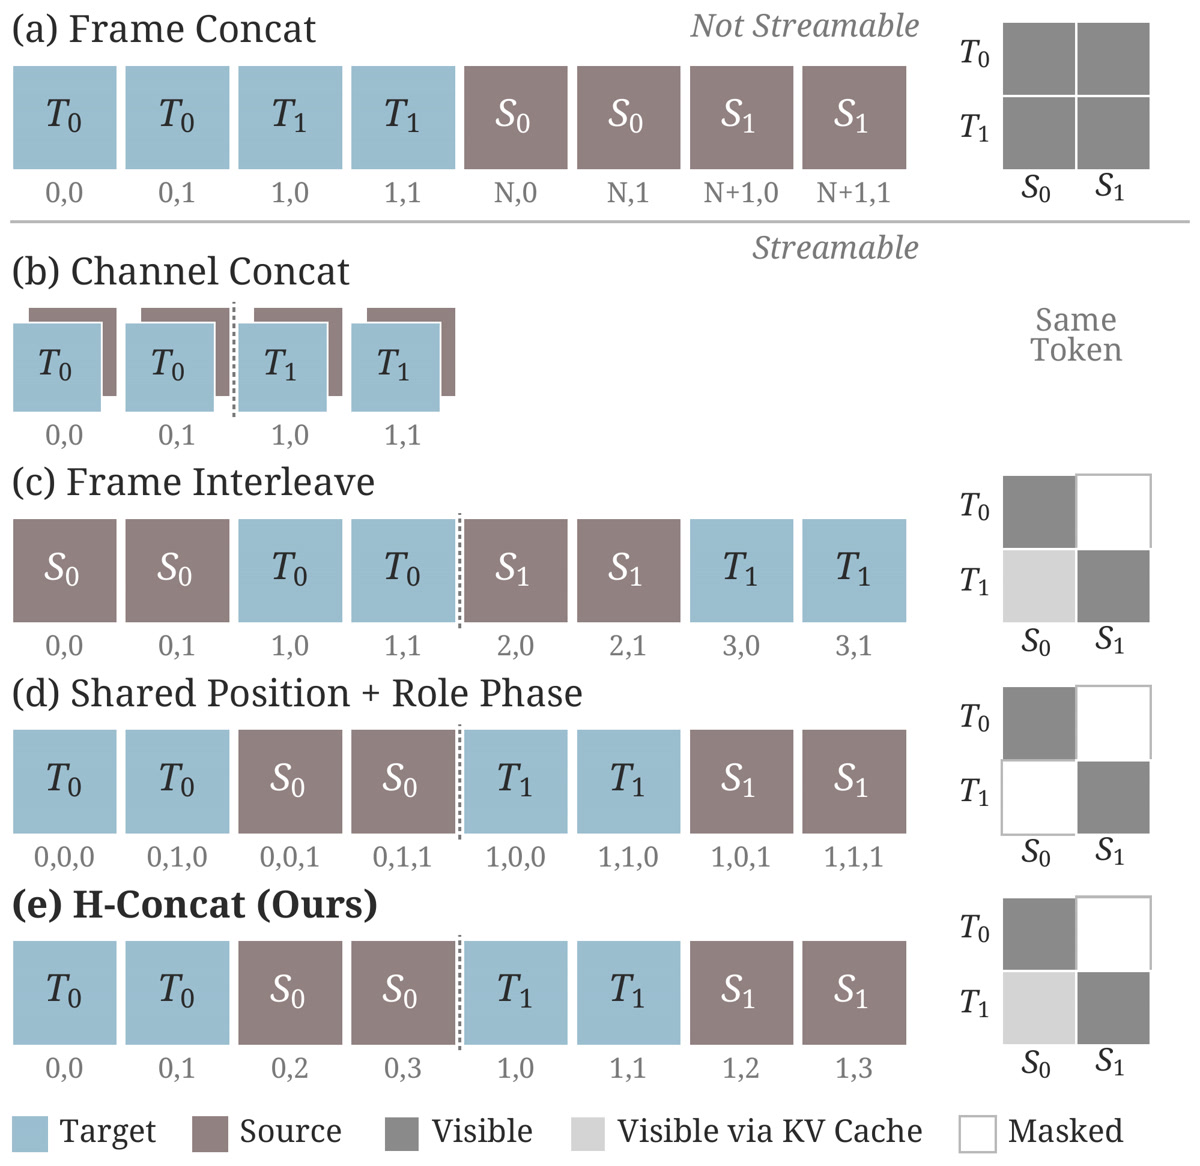 (a) Frame Concat
Not Streamable
T0 T0 T1 T1 S0 S0 S1 S1
0,0 0,1 1,0 1,1 N,0 N,1 N+1,0 N+1,1
T0
T1
S0 S1
Streamable
(b) Channel Concat
T0 T0 T1 T1
0,0 0,1 1,0 1,1
Same
Token
(c) Frame Interleave
S0 S0 T0 T0 S1 S1 T1 T1
0,0 0,1 1,0 1,1 2,0 2,1 3,0 3,1
T0
T1
S0 S1
(d) Shared Position + Role Phase
T0 T0 S0 S0 T1 T1 S1 S1
0,0,0 0,1,0 0,0,1 0,1,1 1,0,0 1,1,0 1,0,1 1,1,1
T0
T1
S0 S1
(e) H-Concat (Ours)
T0 T0 S0 S0 T1 T1 S1 S1
0,0 0,1 0,2 0,3 1,0 1,1 1,2 1,3
T0
T1
S0 S1
Target Source Visible Visible via KV Cache Masked